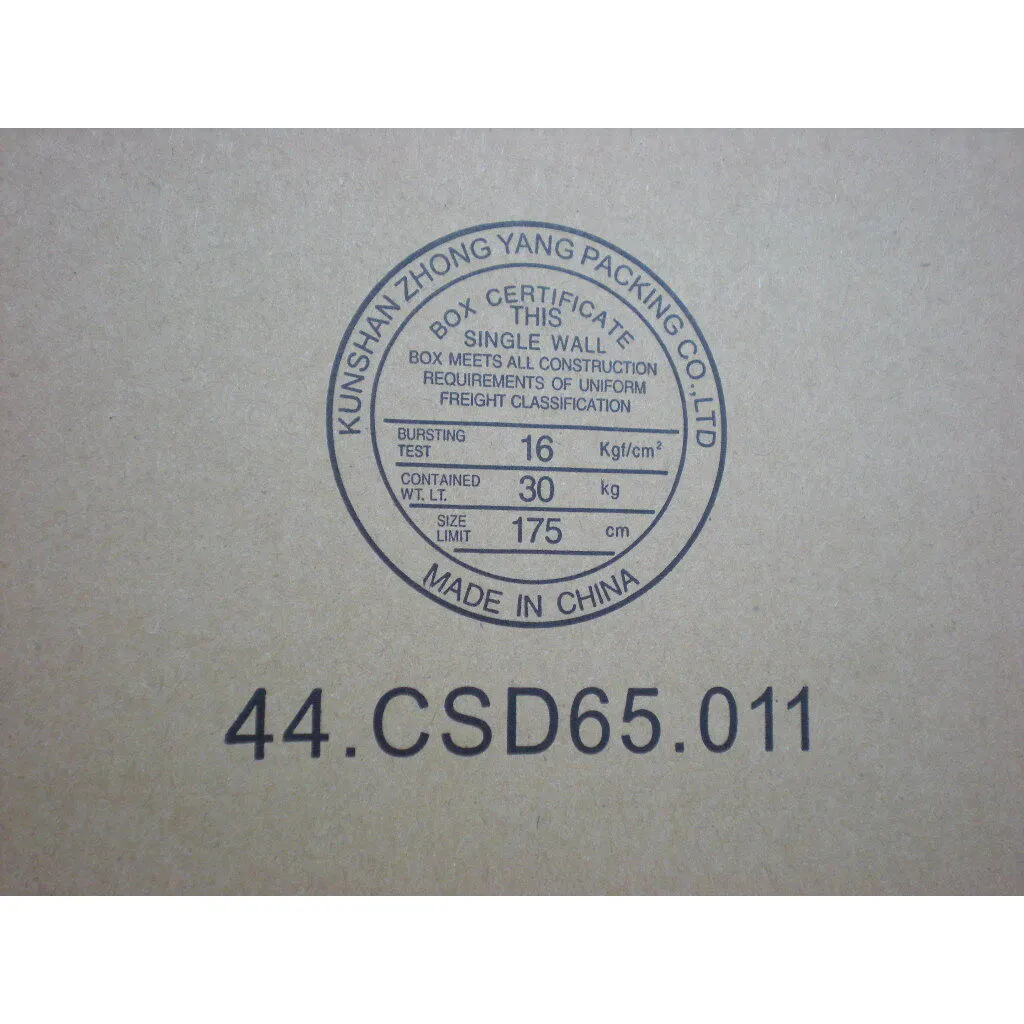 KUNSHAN ZHONG YANG PACKING CO.,LTD
BOX CERTIFICATE
THIS
SINGLE WALL
BOX MEETS ALL CONSTRUCTION
REQUIREMENTS OF UNIFORM
FREIGHT CLASSIFICATION
BURSTING TEST 16 Kgf/cm²
CONTAINED WT. LT. 30 kg
SIZE LIMIT 175 cm
MADE IN CHINA
44.CSD65.011